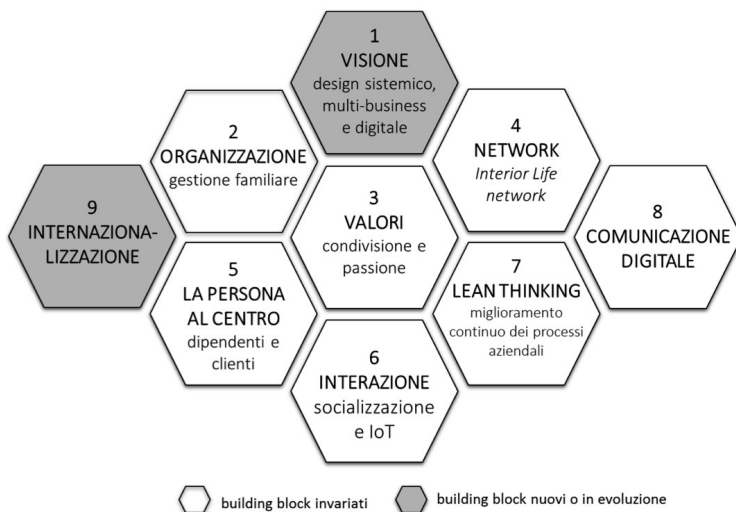 1
VISIONE
design sistemico,
multi-business
e digitale
2
ORGANIZZAZIONE
gestione familiare
4
NETWORK
Interior Life
network
3
VALORI
condivisione e
passione
9
INTERNAZIONA-
LIZZAZIONE
8
COMUNICAZIONE
DIGITALE
5
LA PERSONA
AL CENTRO
dipendenti e
clienti
7
LEAN THINKING
miglioramento
continuo dei processi
aziendali
6
INTERAZIONE
socializzazione
e IoT
building block invariati
building block nuovi o in evoluzione